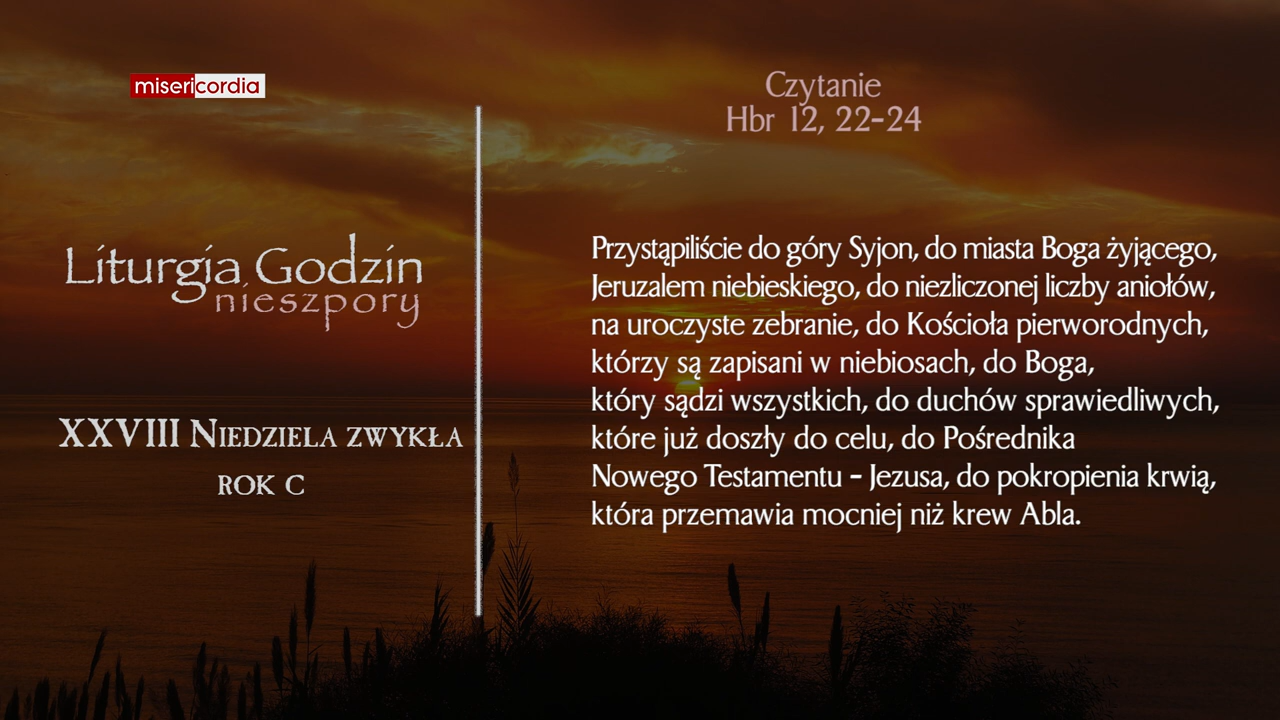 misericordia
Liturgia Godzin
nieszpory
XXVIII Niedziela zwykła
rok C
Czytanie
Hbr 12, 22-24
Przystąpiliście do góry Syjon, do miasta Boga żyjącego,
Jeruzalem niebieskiego, do niezliczonej liczby aniołów,
na uroczyste zebranie, do Kościoła pierworodnych,
którzy są zapisani w niebiosach, do Boga,
który sądzi wszystkich, do duchów sprawiedliwych,
które już doszły do celu, do Pośrednika
Nowego Testamentu - Jezusa, do pokropienia krwią,
która przemawia mocniej niż krew Abla.